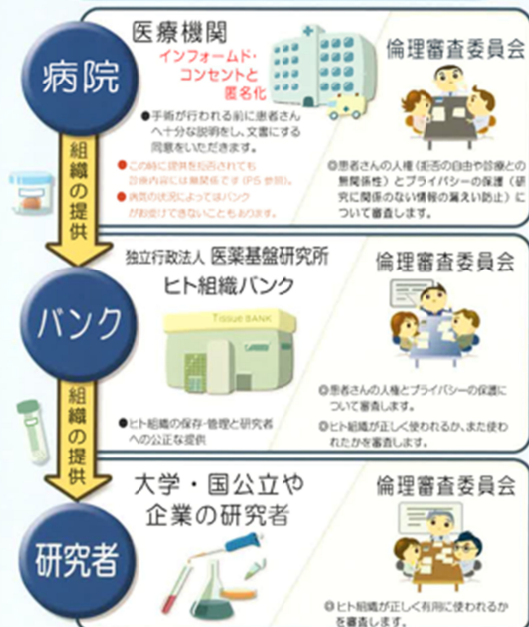 病院
医療機関
インフォームド・
コンセントと
匿名化
●手術が行われる前に患者さん
へ十分な説明をし、文書にする
同意をいただきます。
●この時に提供を拒否されても
診療内容には無関係です(P5参照)。
●病気の状況によってはバンク
がお受けできないこともあります。
倫理審査委員会
◎患者さんの人権(拒否の自由や診療との
無関係性)とプライバシーの保護(研
究に関係のない情報の漏えい防止)に
ついて審査します。
組織の提供
バンク
独立行政法人 医薬基盤研究所
ヒト組織バンク
Tissue BANK
●ヒト組織の保存・管理と研究者
への公正な提供
倫理審査委員会
◎患者さんの人権とプライバシーの保護に
ついて審査します。
◎ヒト組織が正しく使われるか、また使わ
れたかを審査します。
組織の提供
研究者
大学・国公立や
企業の研究者
倫理審査委員会
◎ヒト組織が正しく有用に使われるか
を審査します。